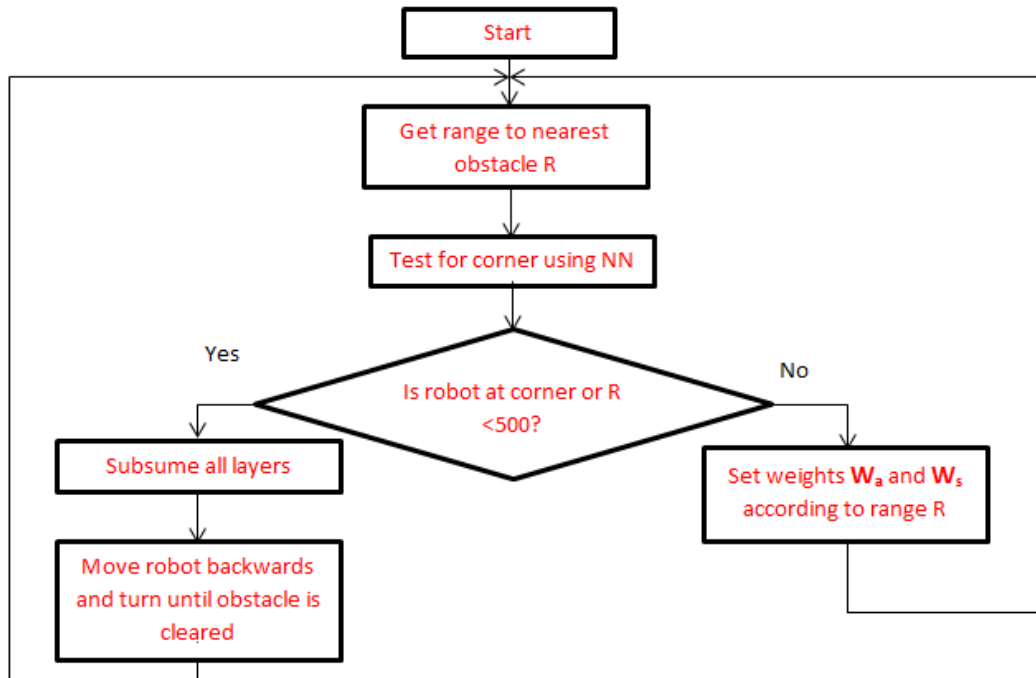 Start
Get range to nearest
obstacle R
Test for corner using NN
Yes
No
Is robot at corner or R
<500?
Subsume all layers
Set weights Wa and Ws
according to range R
Move robot backwards
and turn until obstacle is
cleared